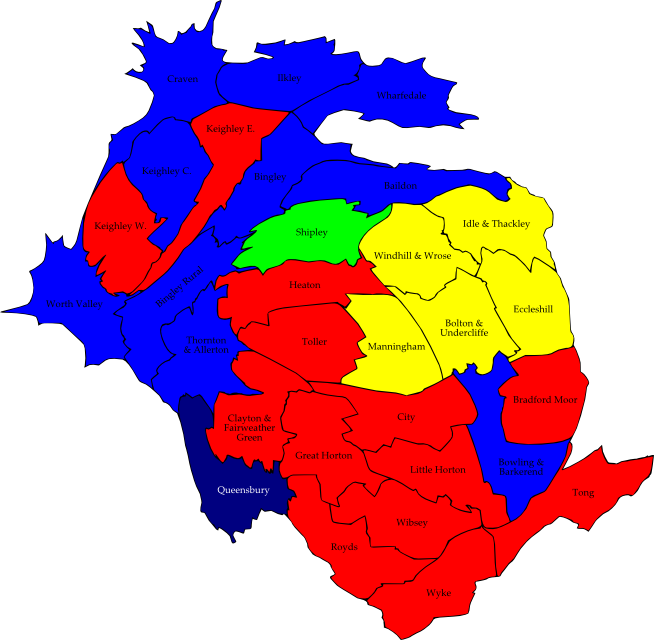 Craven
Ilkley
Wharfedale
Keighley E.
Keighley C.
Bingley
Baildon
Keighley W.
Shipley
Idle & Thackley
Windhill & Wrose
Bingley Rural
Heaton
Worth Valley
Eccleshill
Bolton &
Undercliffe
Thornton
& Allerton
Toller
Manningham
Bradford Moor
Clayton &
Fairweather
Green
City
Great Horton
Little Horton
Bowling &
Barkerend
Queensbury
Tong
Wibsey
Royds
Wyke